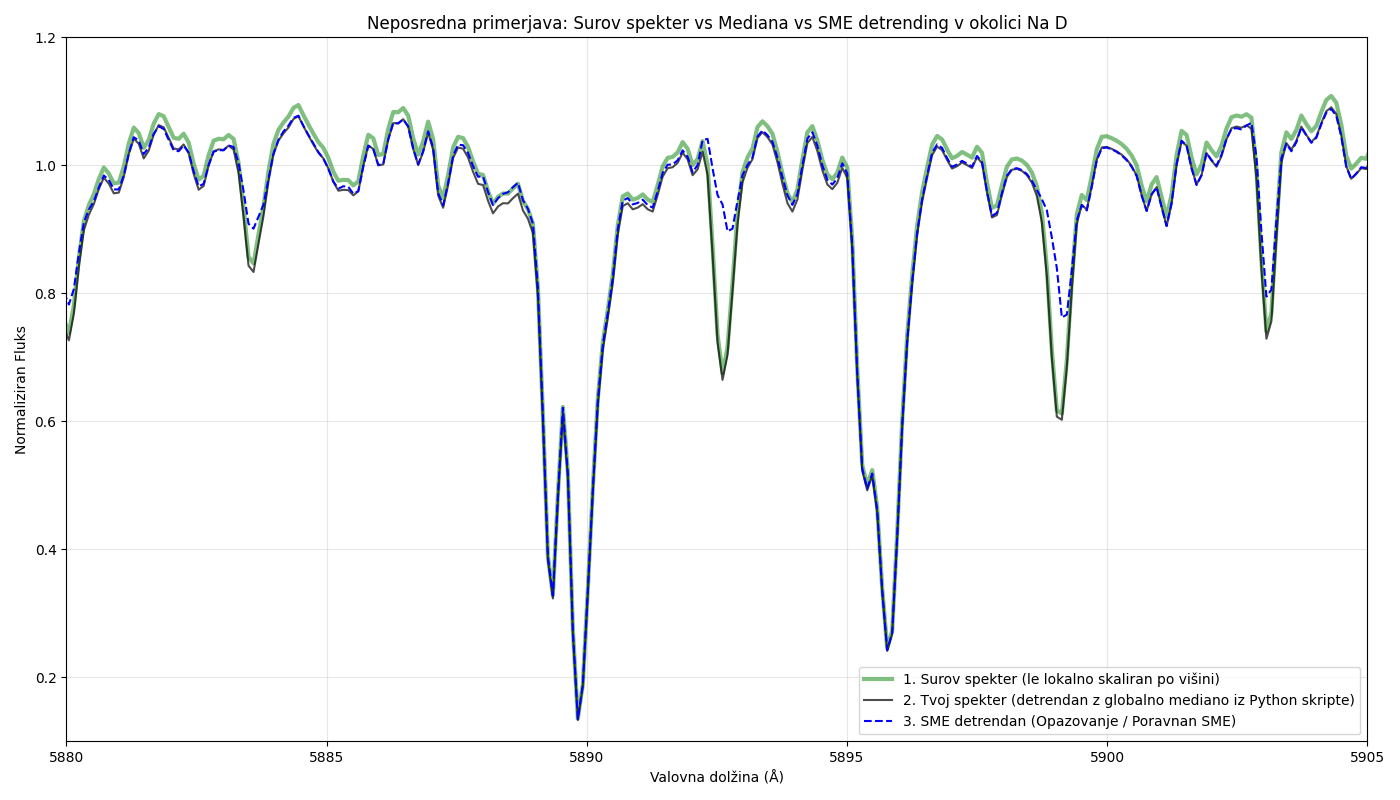 Neposredna primerjava: Surov spekter vs Mediana vs SME detrending v okolici Na D
1.2
1.0
0.8
0.6
0.4
0.2
Normaliziran Fluks
1. Surov spekter (le lokalno skaliran po višini)
2. Tvoj spekter (detrendan z globalno mediano iz Python skripte)
3. SME detrendan (Opazovanje / Poravnan SME)
5880 5885 5890 5895 5900 5905
Valovna dolžina (Å)